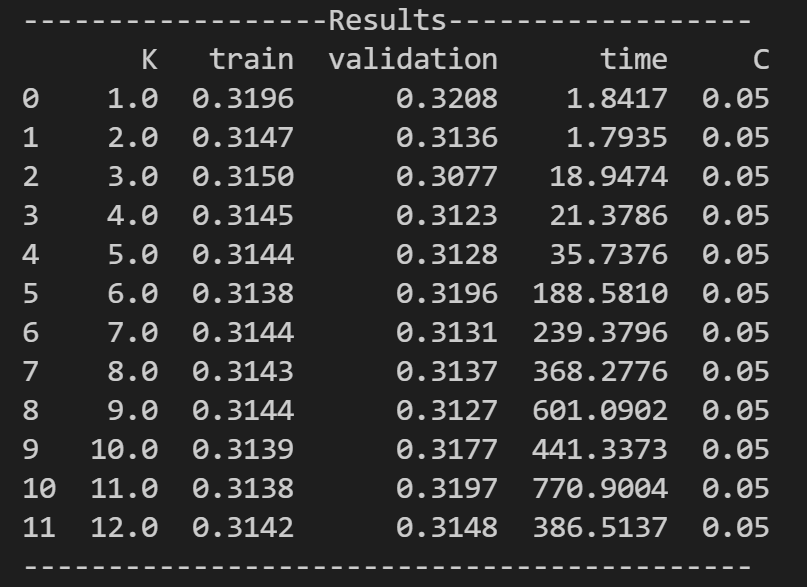 ------------------Results------------------
       K   train  validation      time     C
0    1.0  0.3196      0.3208    1.8417  0.05
1    2.0  0.3147      0.3136    1.7935  0.05
2    3.0  0.3150      0.3077   18.9474  0.05
3    4.0  0.3145      0.3123   21.3786  0.05
4    5.0  0.3144      0.3128   35.7376  0.05
5    6.0  0.3138      0.3196  188.5810  0.05
6    7.0  0.3144      0.3131  239.3796  0.05
7    8.0  0.3143      0.3137  368.2776  0.05
8    9.0  0.3144      0.3127  601.0902  0.05
9   10.0  0.3139      0.3177  441.3373  0.05
10  11.0  0.3138      0.3197  770.9004  0.05
11  12.0  0.3142      0.3148  386.5137  0.05
-------------------------------------------